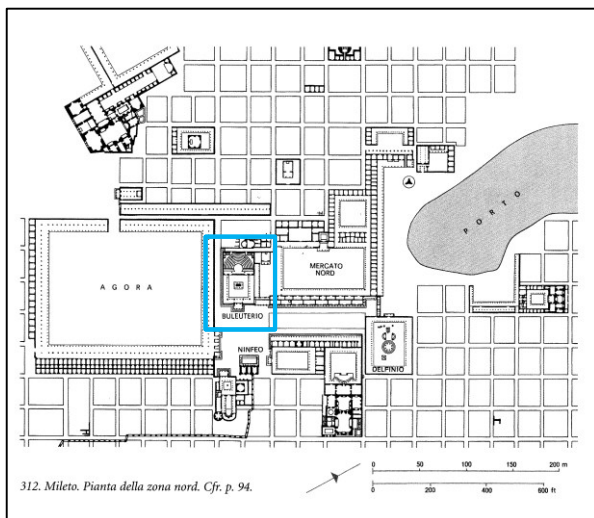 PORTO
MERCATO
NORD
AGORA
BULEUTERIO
NINFEO
DELFINIO
312. Mileto. Pianta della zona nord. Cfr. p. 94.
0 50 100 150 200 m
0 200 400 600 ft